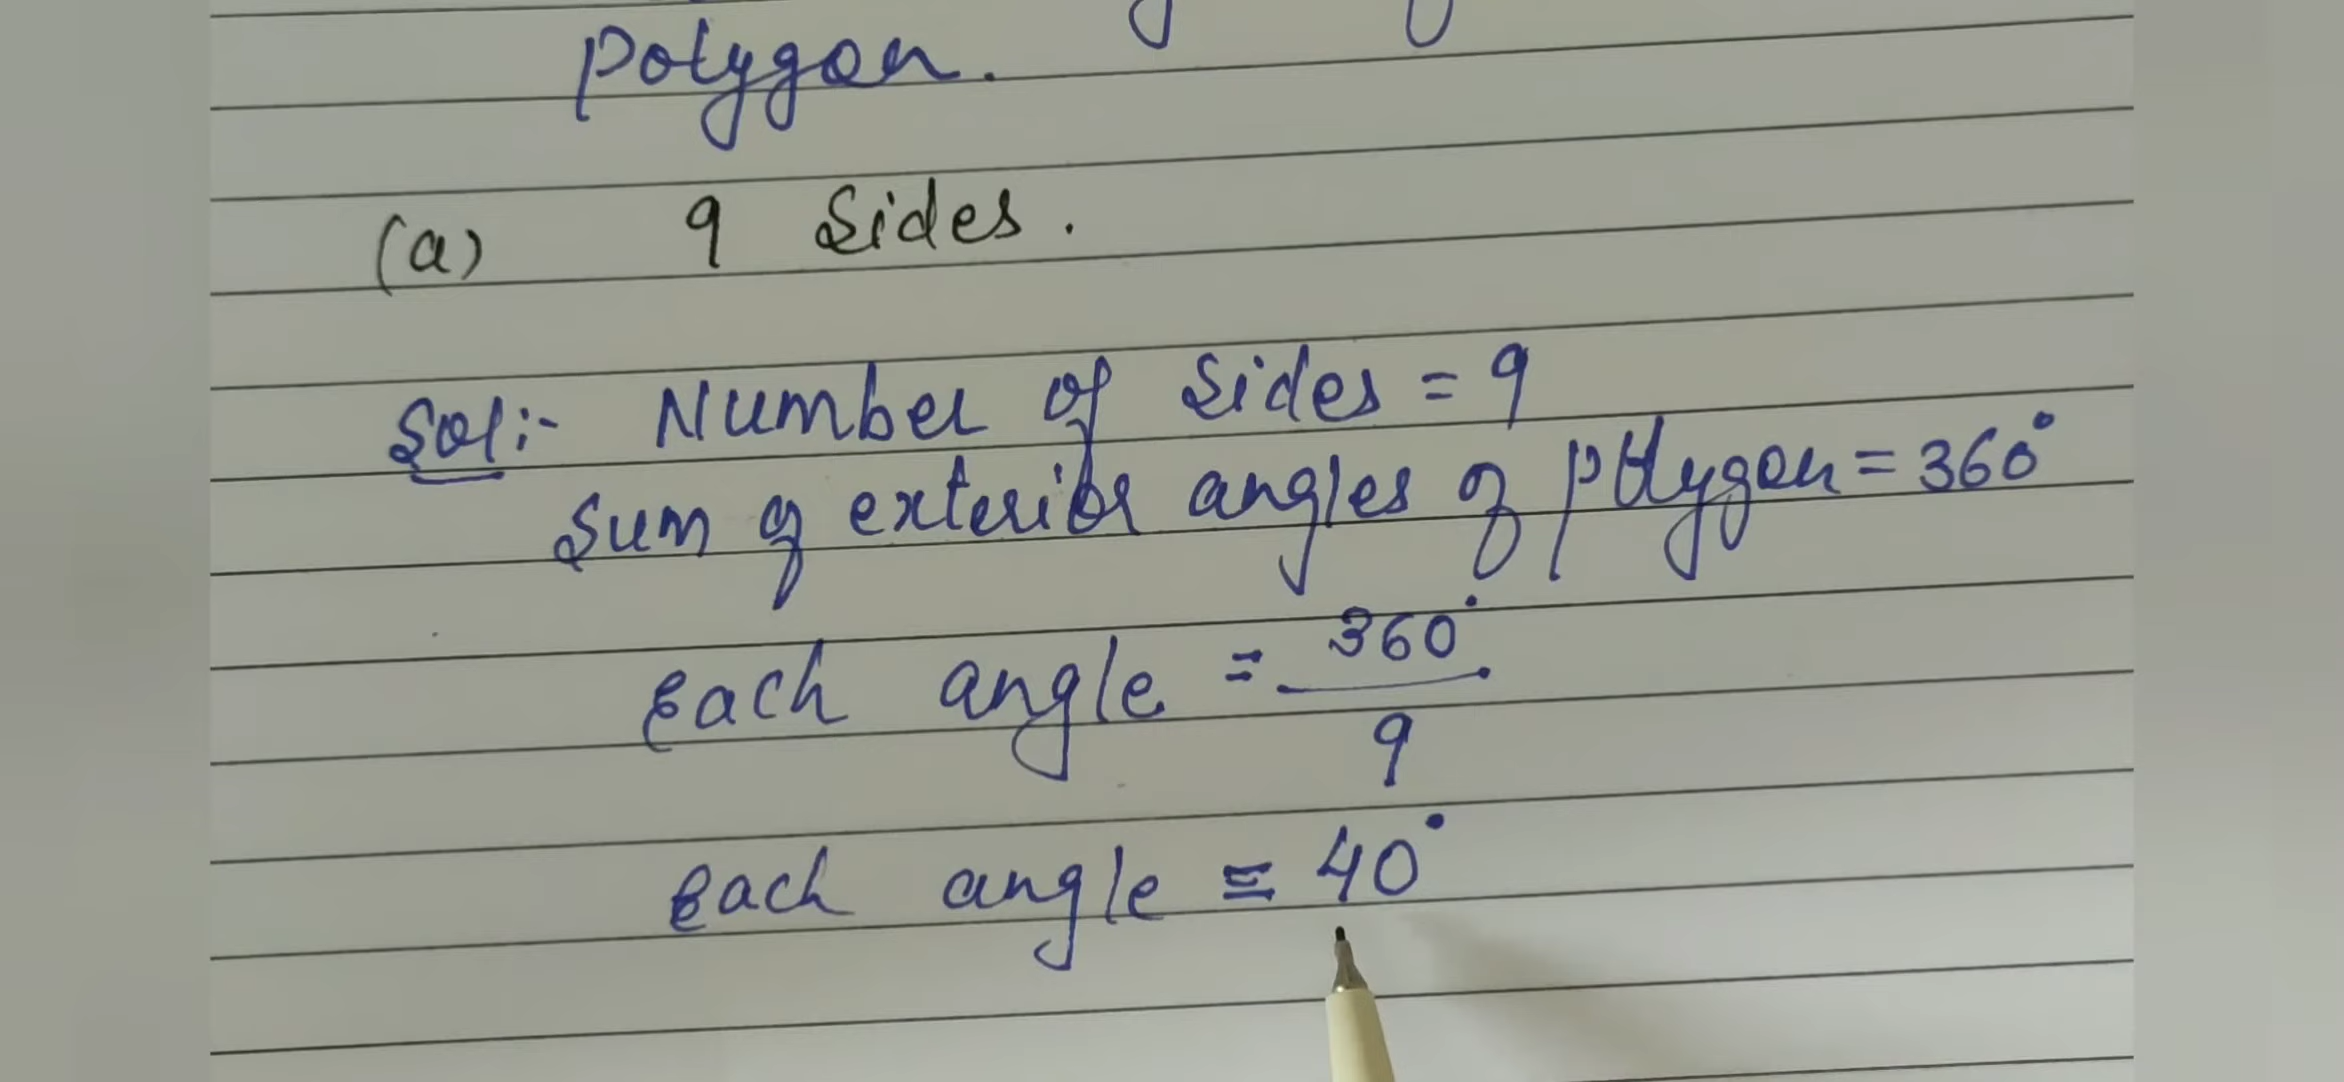 Polygon.
(a) 9 Sides.
Sol:- Number of Sides = 9
Sum of exterior angles of polygon = 360°
Each angle = 360°
9
Each angle = 40°